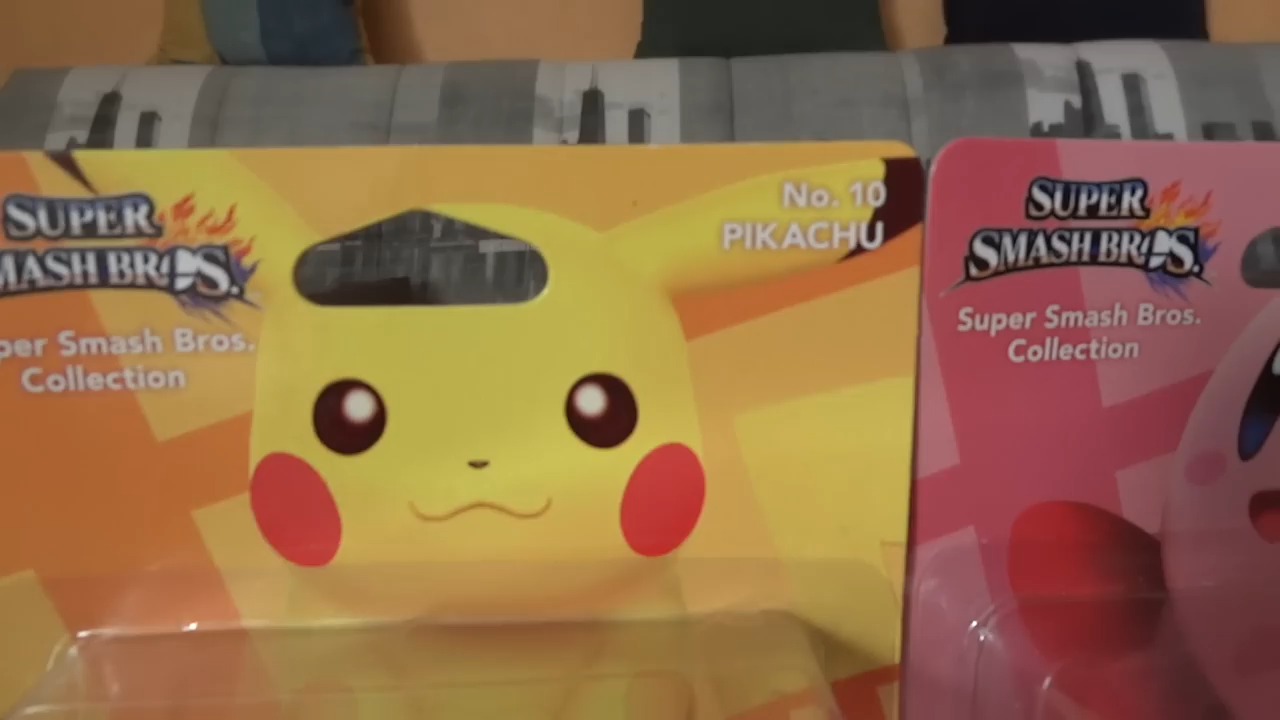 SUPER
SMASH BROS.
Super Smash Bros.
Collection
No. 10
PIKACHU
SUPER
SMASH BROS.
Super Smash Bros.
Collection